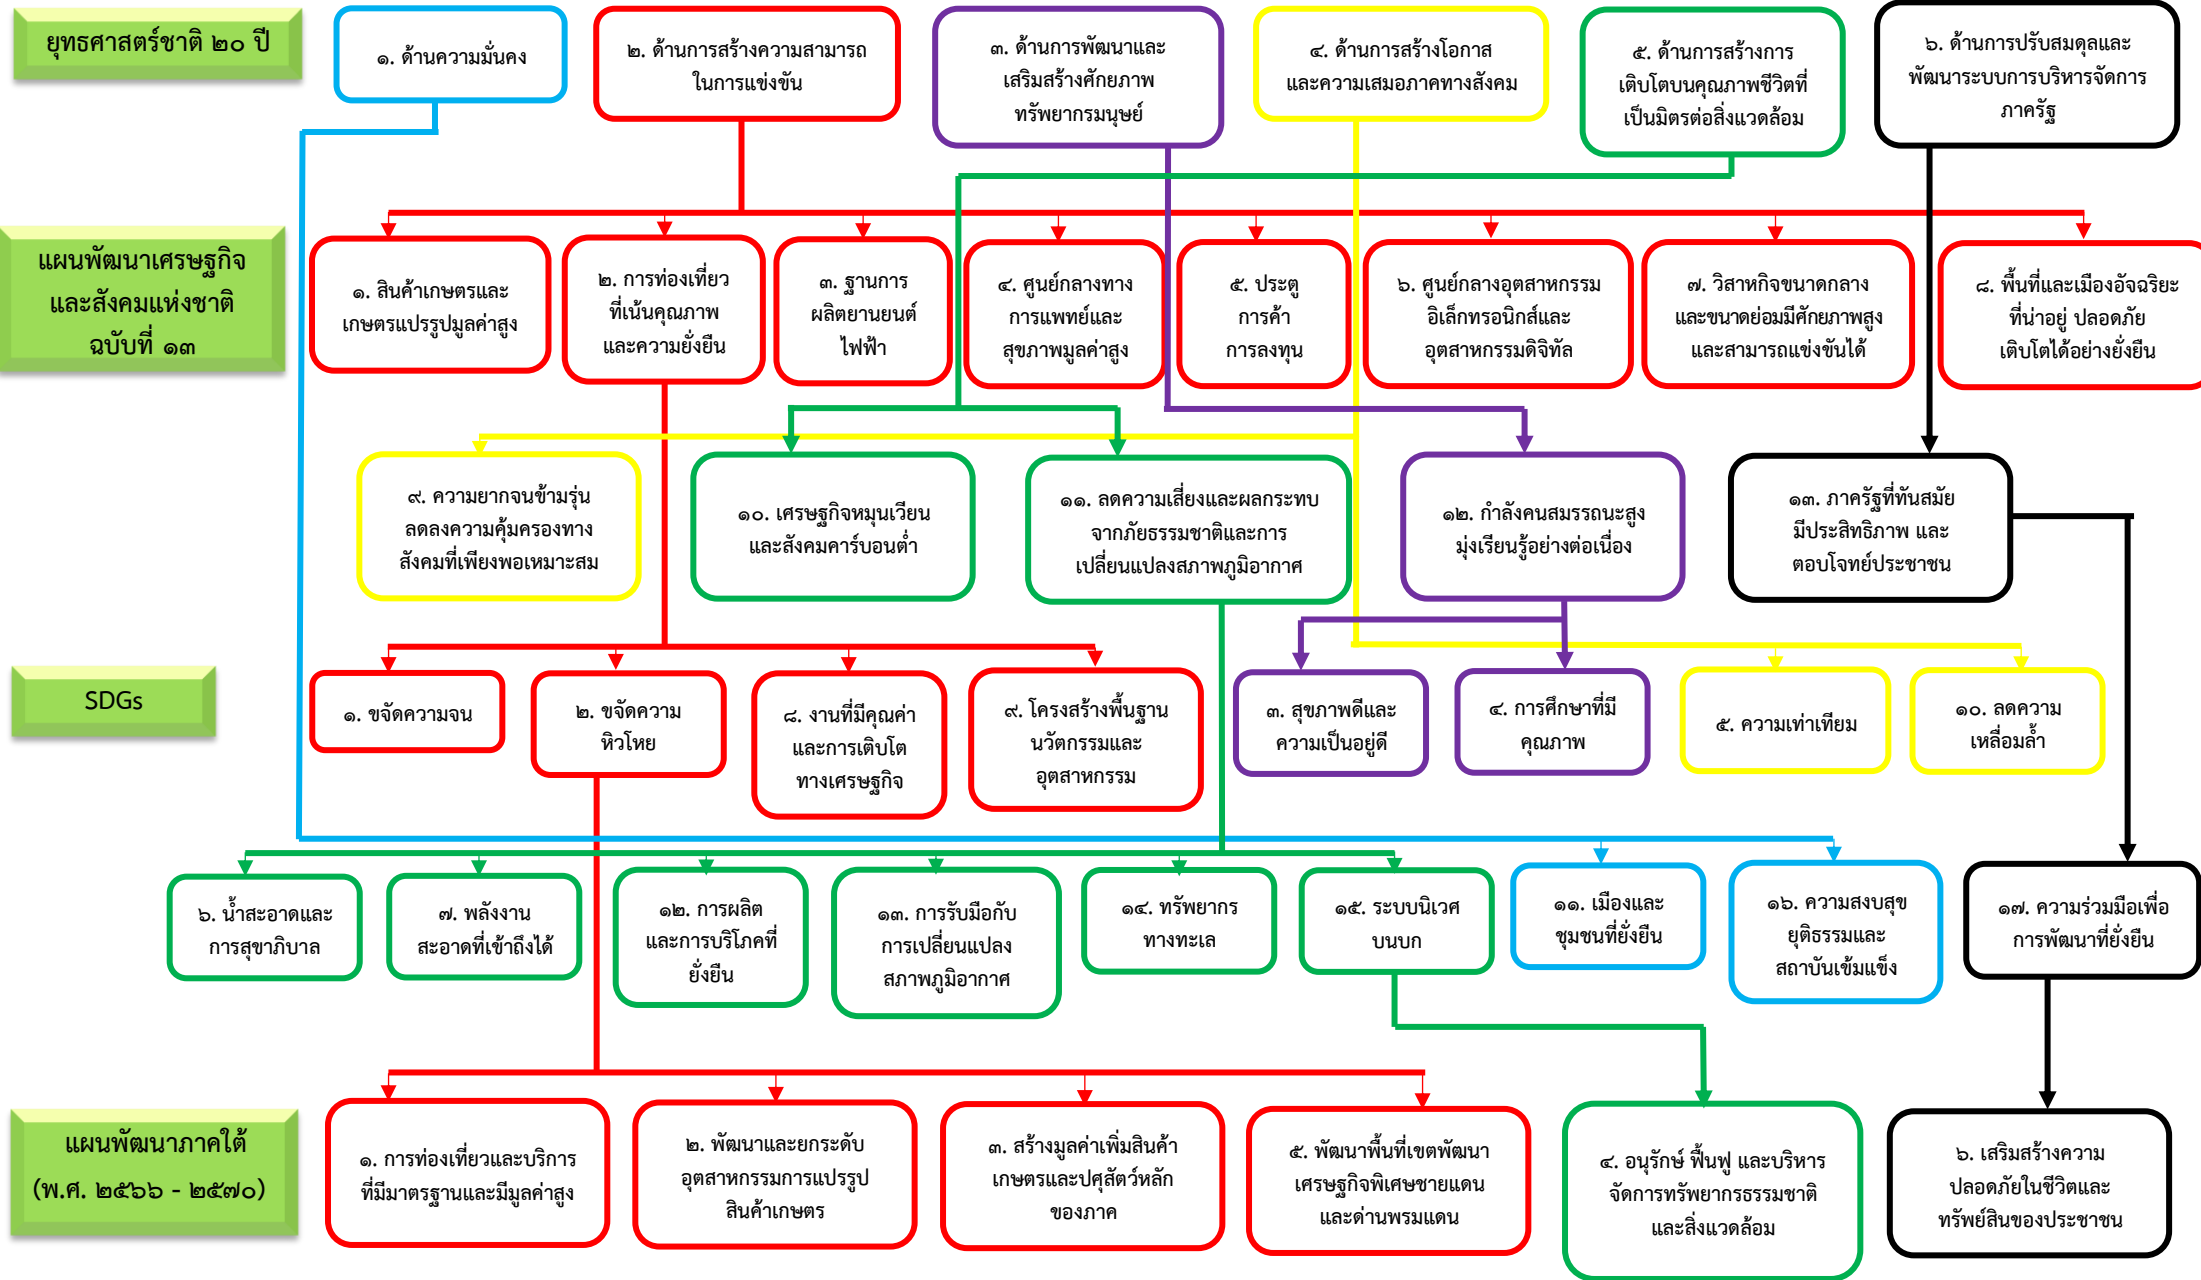 ยุทธศาสตร์ชาติ ๒๐ ปี
๑. ด้านความมั่นคง
๒. ด้านการสร้างความสามารถ
ในการแข่งขัน
๓. ด้านการพัฒนาและ
เสริมสร้างศักยภาพ
ทรัพยากรมนุษย์
๔. ด้านการสร้างโอกาส
และความเสมอภาคทางสังคม
๕. ด้านการสร้างการ
เติบโตบนคุณภาพชีวิตที่
เป็นมิตรต่อสิ่งแวดล้อม
๖. ด้านการปรับสมดุลและ
พัฒนาระบบการบริหารจัดการ
ภาครัฐ
แผนพัฒนาเศรษฐกิจ
และสังคมแห่งชาติ
ฉบับที่ ๑๓
๑. สินค้าเกษตรและ
เกษตรแปรรูปมูลค่าสูง
๒. การท่องเที่ยว
ที่เน้นคุณภาพ
และความยั่งยืน
๓. ฐานการ
ผลิตยานยนต์
ไฟฟ้า
๔. ศูนย์กลางทาง
การแพทย์และ
สุขภาพมูลค่าสูง
๕. ประตู
การค้า
การลงทุน
๖. ศูนย์กลางอุตสาหกรรม
อิเล็กทรอนิกส์และ
อุตสาหกรรมดิจิทัล
๗. วิสาหกิจขนาดกลาง
และขนาดย่อมมีศักยภาพสูง
และสามารถแข่งขันได้
๘. พื้นที่และเมืองอัจฉริยะ
ที่น่าอยู่ ปลอดภัย
เติบโตได้อย่างยั่งยืน
๙. ความยากจนข้ามรุ่น
ลดลงความคุ้มครองทาง
สังคมที่เพียงพอเหมาะสม
๑๐. เศรษฐกิจหมุนเวียน
และสังคมคาร์บอนต่ำ
๑๑. ลดความเสี่ยงและผลกระทบ
จากภัยธรรมชาติและการ
เปลี่ยนแปลงสภาพภูมิอากาศ
๑๒. กำลังคนสมรรถนะสูง
มุ่งเรียนรู้อย่างต่อเนื่อง
๑๓. ภาครัฐที่ทันสมัย
มีประสิทธิภาพ และ
ตอบโจทย์ประชาชน
SDGs
๑. ขจัดความจน
๒. ขจัดความ
หิวโหย
๘. งานที่มีคุณค่า
และการเติบโต
ทางเศรษฐกิจ
๙. โครงสร้างพื้นฐาน
นวัตกรรมและ
อุตสาหกรรม
๓. สุขภาพดีและ
ความเป็นอยู่ดี
๔. การศึกษาที่มี
คุณภาพ
๕. ความเท่าเทียม
๑๐. ลดความ
เหลื่อมล้ำ
๖. น้ำสะอาดและ
การสุขาภิบาล
๗. พลังงาน
สะอาดที่เข้าถึงได้
๑๒. การผลิต
และการบริโภคที่
ยั่งยืน
๑๓. การรับมือกับ
การเปลี่ยนแปลง
สภาพภูมิอากาศ
๑๔. ทรัพยากร
ทางทะเล
๑๕. ระบบนิเวศ
บนบก
๑๑. เมืองและ
ชุมชนที่ยั่งยืน
๑๖. ความสงบสุข
ยุติธรรมและ
สถาบันเข้มแข็ง
๑๗. ความร่วมมือเพื่อ
การพัฒนาที่ยั่งยืน
แผนพัฒนาภาคใต้
(พ.ศ. ๒๕๖๖ - ๒๕๗๐)
๑. การท่องเที่ยวและบริการ
ที่มีมาตรฐานและมีมูลค่าสูง
๒. พัฒนาและยกระดับ
อุตสาหกรรมการแปรรูป
สินค้าเกษตร
๓. สร้างมูลค่าเพิ่มสินค้า
เกษตรและปศุสัตว์หลัก
ของภาค
๕. พัฒนาพื้นที่เขตพัฒนา
เศรษฐกิจพิเศษชายแดน
และด่านพรมแดน
๔. อนุรักษ์ ฟื้นฟู และบริหาร
จัดการทรัพยากรธรรมชาติ
และสิ่งแวดล้อม
๖. เสริมสร้างความ
ปลอดภัยในชีวิตและ
ทรัพย์สินของประชาชน